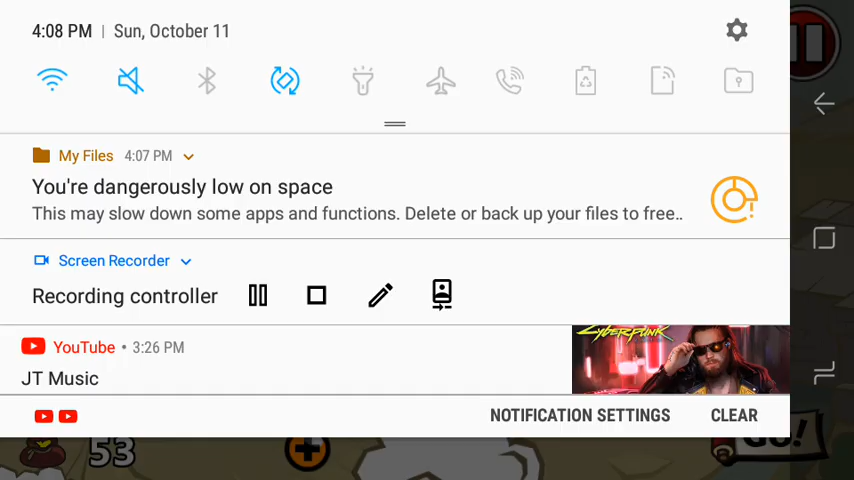 4:08 PM | Sun, October 11
My Files 4:07 PM
You're dangerously low on space
This may slow down some apps and functions. Delete or back up your files to free..
Screen Recorder
Recording controller
YouTube • 3:26 PM
JT Music
CYBERPUNK
NOTIFICATION SETTINGS CLEAR
53
GO!